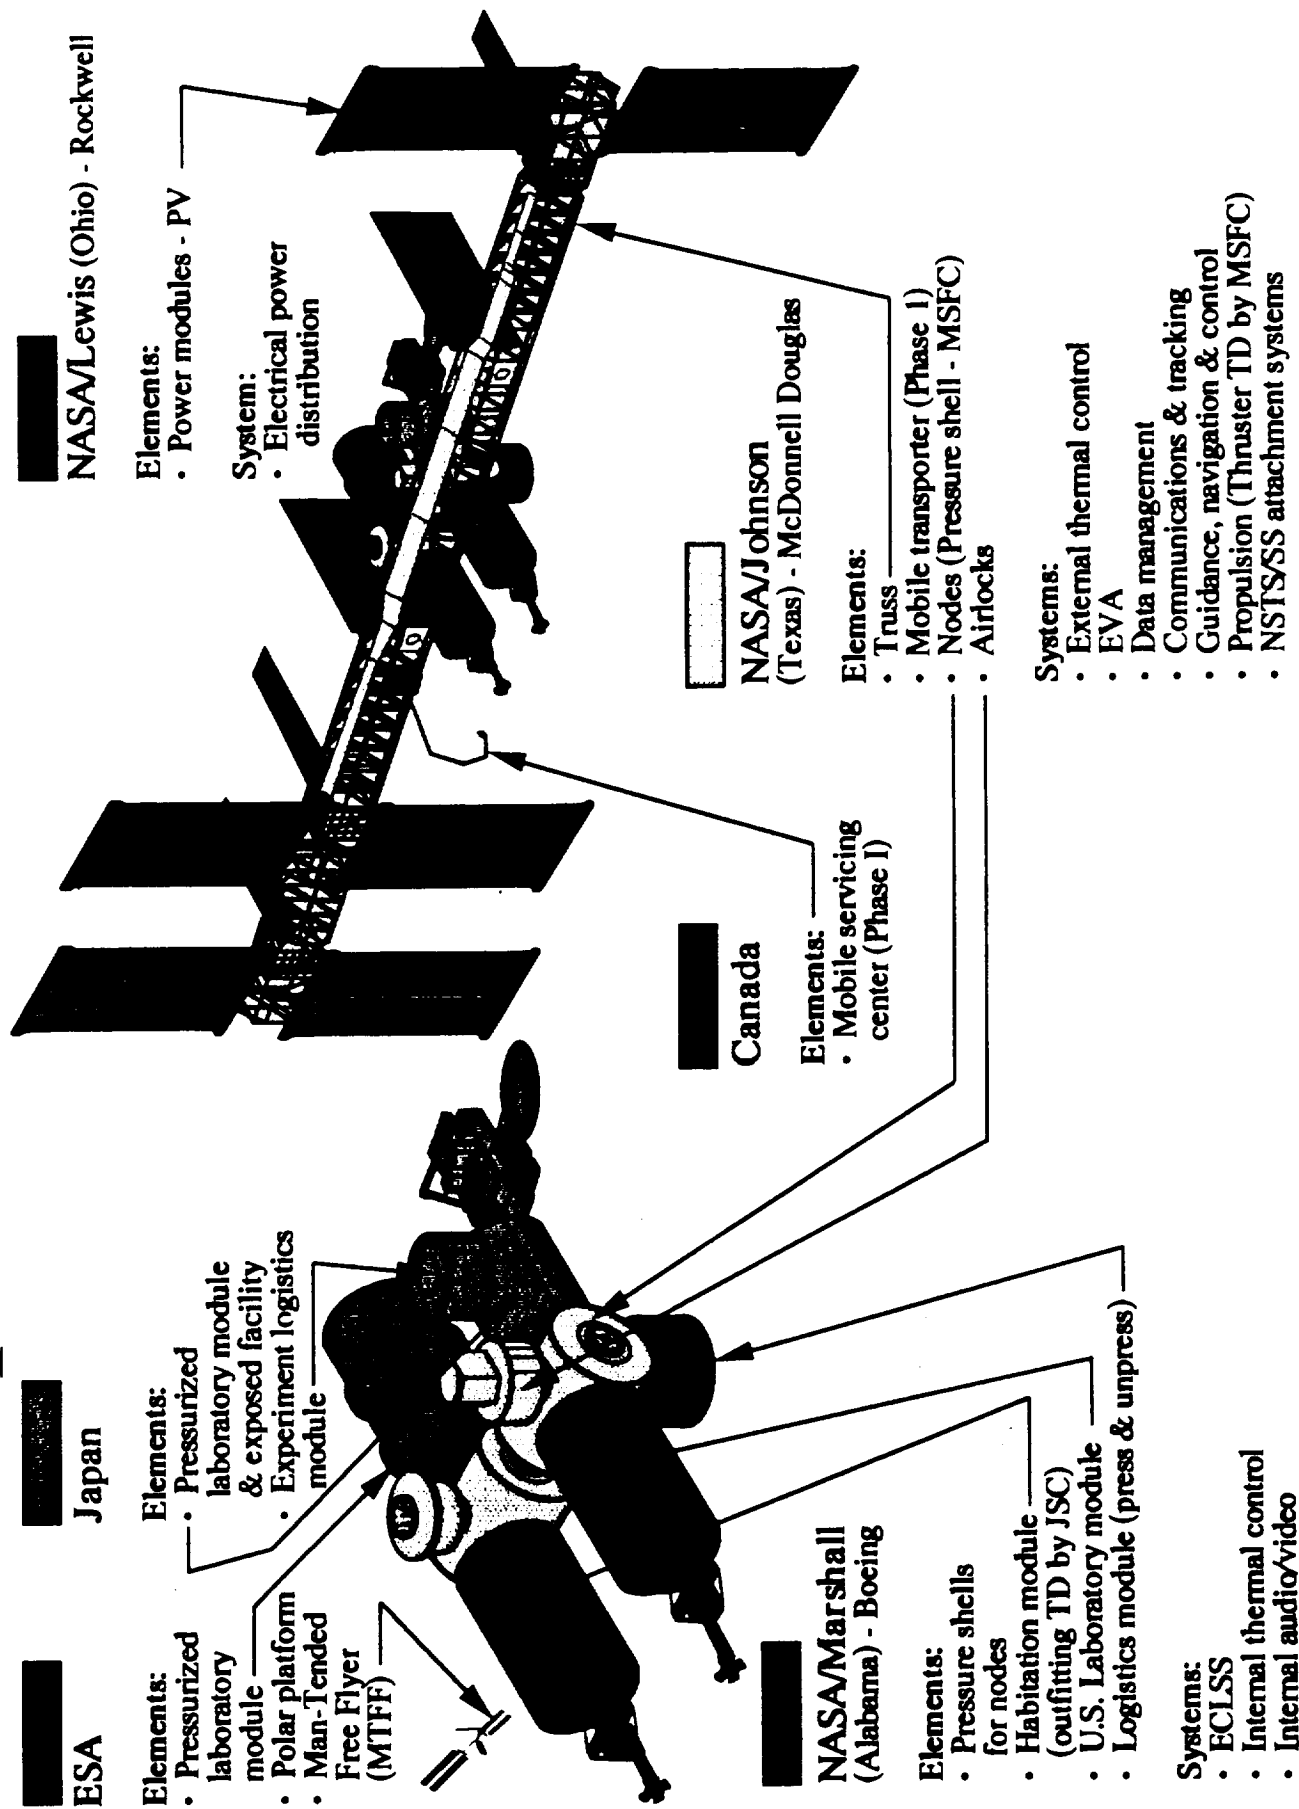 ESA
Elements:
• Pressurized
laboratory
module
• Polar platform
• Man-Tended
Free Flyer
(MTFF)
Japan
Elements:
• Pressurized
laboratory module
& exposed facility
• Experiment logistics
module
NASA/Lewis (Ohio) - Rockwell
Elements:
• Power modules - PV
System:
• Electrical power
distribution
NASA/Marshall
(Alabama) - Boeing
Elements:
• Pressure shells
for nodes
• Habitation module
(outfitting TD by JSC)
• U.S. Laboratory module
• Logistics module (press & unpress)
Systems:
• ECLSS
• Internal thermal control
• Internal audio/video
Canada
Elements:
• Mobile servicing
center (Phase I)
NASA/Johnson
(Texas) - McDonnell Douglas
Elements:
• Truss
• Mobile transporter (Phase 1)
• Nodes (Pressure shell - MSFC)
• Airlocks
Systems:
• External thermal control
• EVA
• Data management
• Communications & tracking
• Guidance, navigation & control
• Propulsion (Thruster TD by MSFC)
• NSTS/SS attachment systems